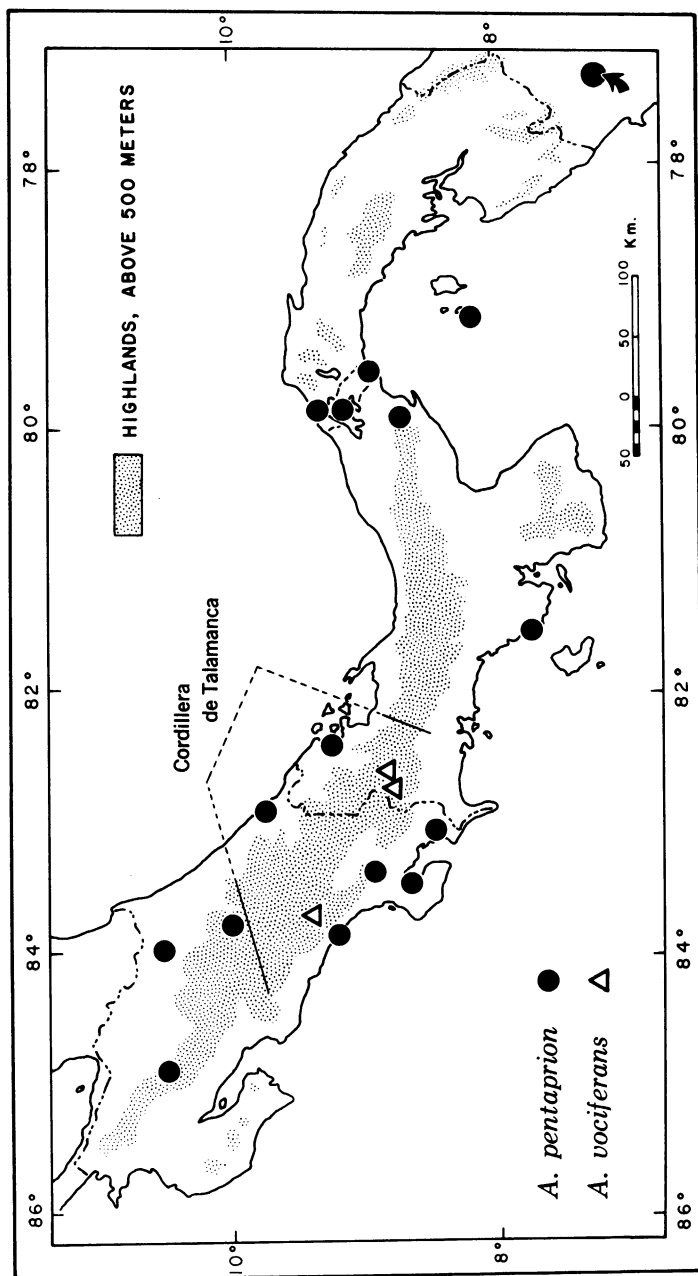 86° 84° 82° 80° 78°
HIGHLANDS, ABOVE 500 METERS
Cordillera
de Talamanca
10° 10°
8° 8°
A. pentaprion
A. vociferans
50 0 50 100 Km.
86° 84° 82° 80° 78°